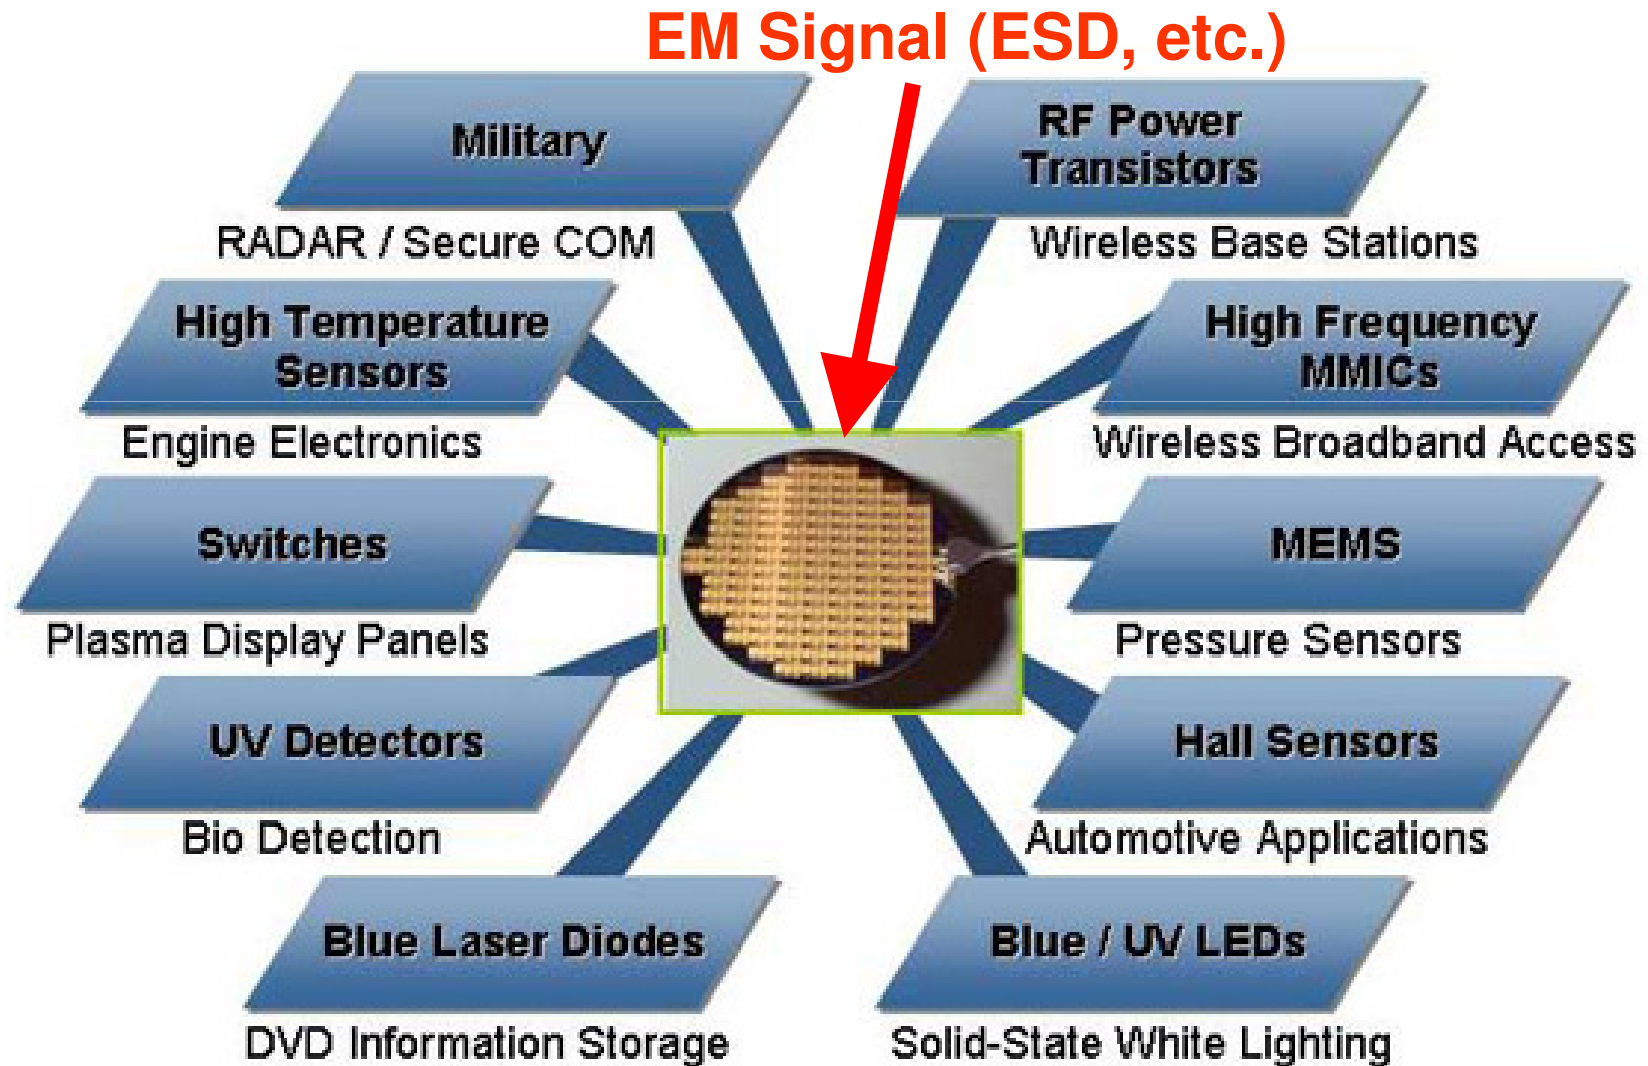 EM Signal (ESD, etc.)
Military
RADAR / Secure COM
RF Power
Transistors
Wireless Base Stations
High Temperature
Sensors
Engine Electronics
High Frequency
MMICs
Wireless Broadband Access
Switches
Plasma Display Panels
MEMS
Pressure Sensors
UV Detectors
Bio Detection
Hall Sensors
Automotive Applications
Blue Laser Diodes
DVD Information Storage
Blue / UV LEDs
Solid-State White Lighting